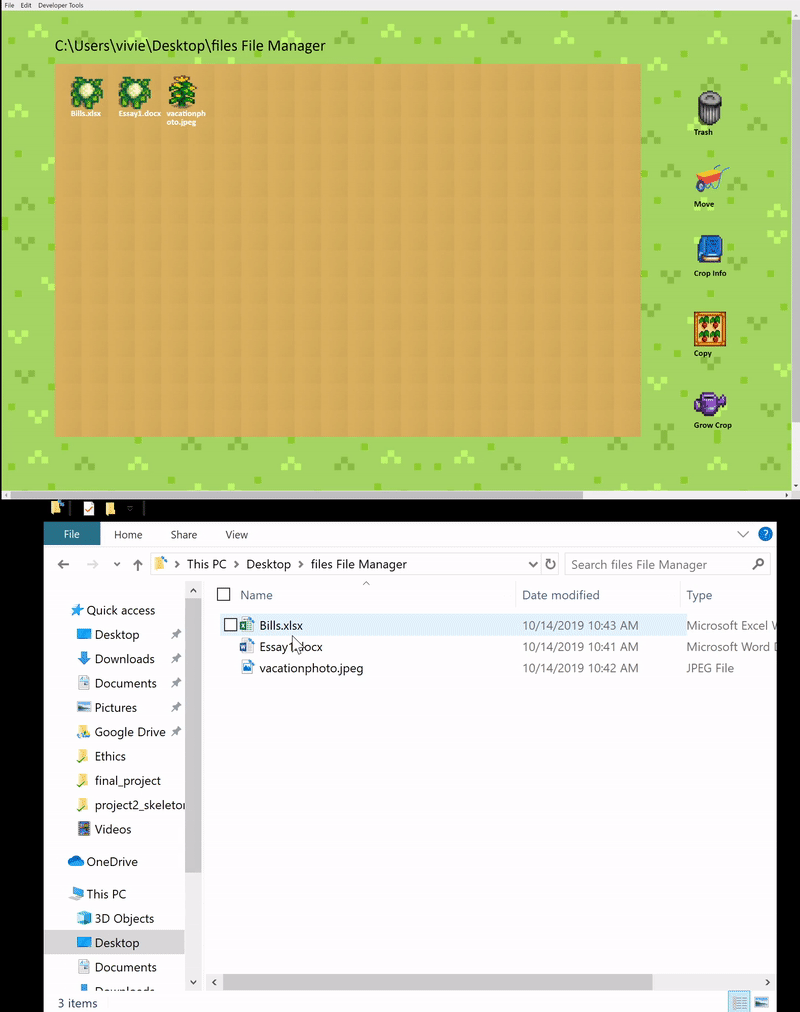 File Edit Developer Tools
C:\Users\vivie\Desktop\files File Manager
Bills.xlsx
Essay1.docx
vacationph
oto.jpeg
Trash
Move
Crop Info
Copy
Grow Crop
File Home Share View
This PC Desktop files File Manager
Search files File Manager
Name Date modified Type
Quick access
Desktop
Downloads
Documents
Pictures
Google Drive
Ethics
final_project
project2_skeleton
Videos
OneDrive
This PC
3D Objects
Desktop
Documents
Downloads
Bills.xlsx 10/14/2019 10:43 AM Microsoft Excel W
Essay1.docx 10/14/2019 10:41 AM Microsoft Word D
vacationphoto.jpeg 10/14/2019 10:42 AM JPEG File
3 items